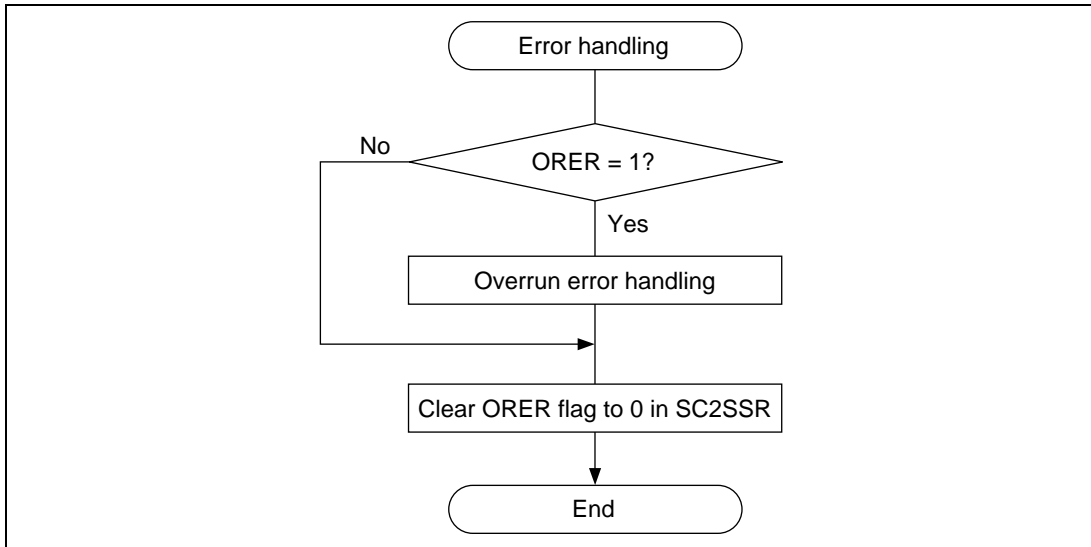 Error handling
No
ORER = 1?
Yes
Overrun error handling
Clear ORER flag to 0 in SC2SSR
End